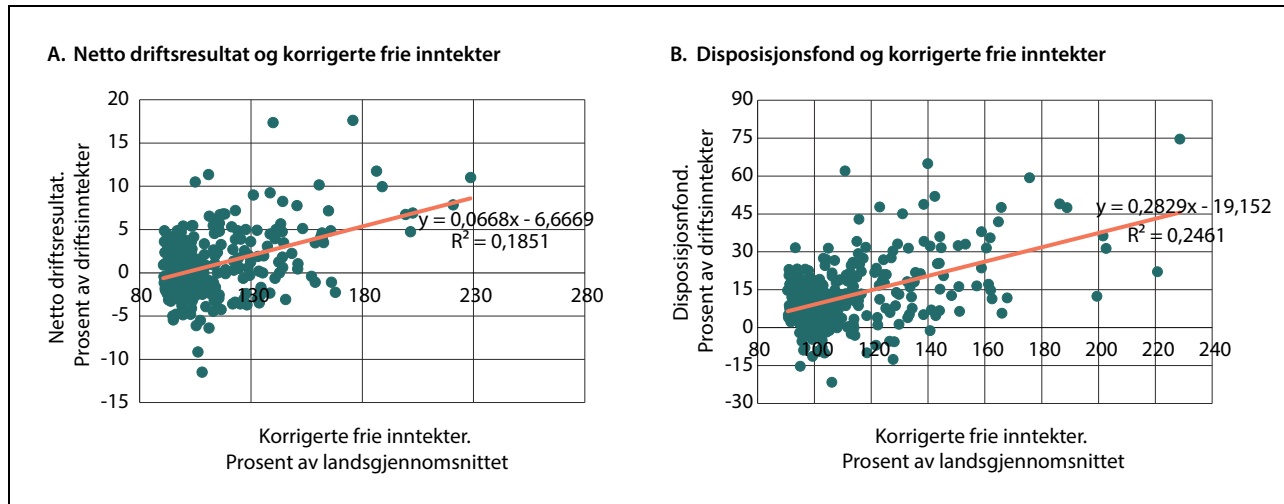 A. Netto driftsresultat og korrigerte frie inntekter
Netto driftsresultat.
Prosent av driftsinntekter
20
15
10
5
0
-5
-10
-15
80
130
180
230
280
y = 0,0668x - 6,6669
R² = 0,1851
Korrigerte frie inntekter.
Prosent av landsgjennomsnittet
B. Disposisjonsfond og korrigerte frie inntekter
Disposisjonsfond.
Prosent av driftsinntekter
90
75
60
45
30
15
0
-15
-30
80
100
120
140
160
180
200
220
240
y = 0,2829x - 19,152
R² = 0,2461
Korrigerte frie inntekter.
Prosent av landsgjennomsnittet